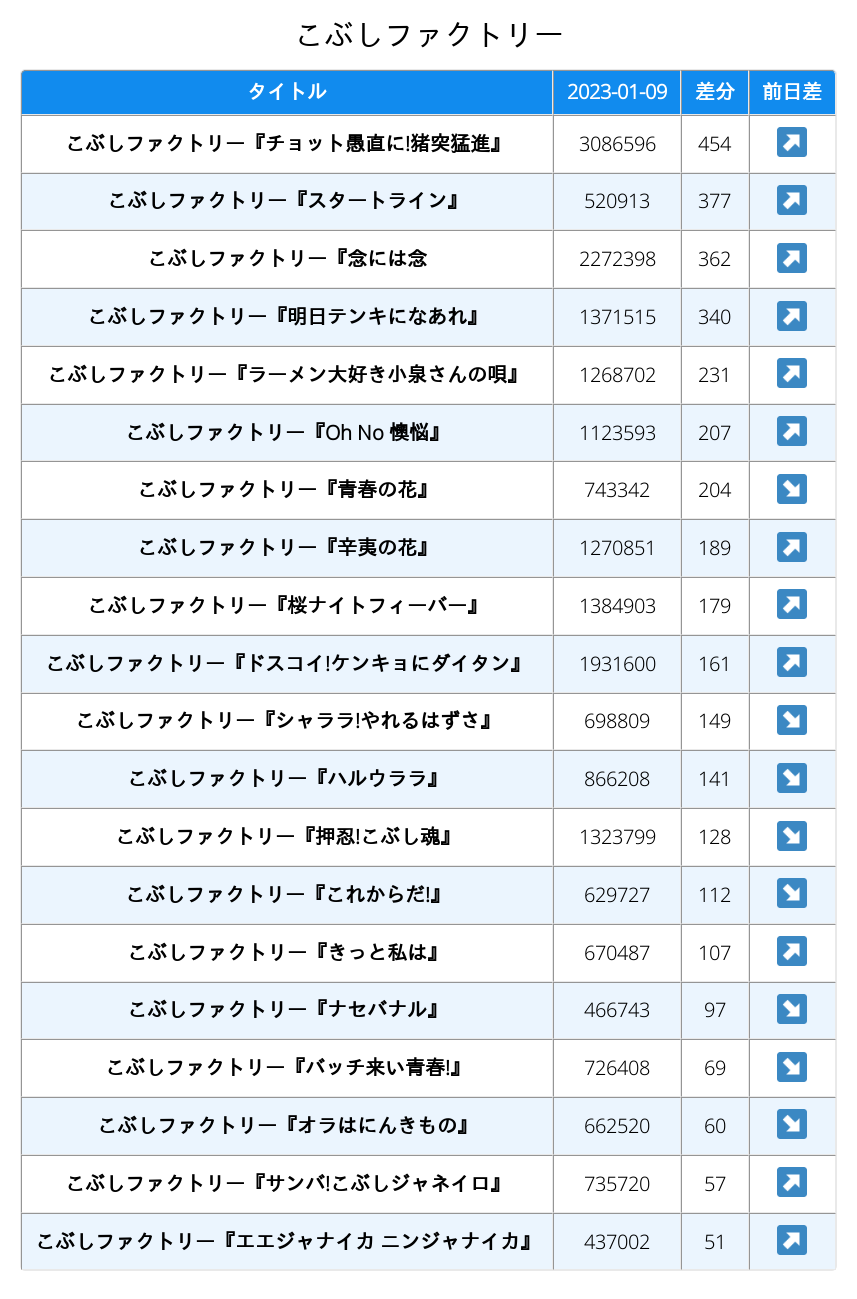 こぶしファクトリー
タイトル 2023-01-09 差分 前日差
こぶしファクトリー『チョット愚直に!猪突猛進』 3086596 454
こぶしファクトリー『スタートライン』 520913 377
こぶしファクトリー『念には念 2272398 362
こぶしファクトリー『明日テンキになあれ』 1371515 340
こぶしファクトリー『ラーメン大好き小泉さんの唄』 1268702 231
こぶしファクトリー『Oh No 懊悩』 1123593 207
こぶしファクトリー『青春の花』 743342 204
こぶしファクトリー『辛夷の花』 1270851 189
こぶしファクトリー『桜ナイトフィーバー』 1384903 179
こぶしファクトリー『ドスコイ!ケンキョにダイタン』 1931600 161
こぶしファクトリー『シャララ!やれるはずさ』 698809 149
こぶしファクトリー『ハルウララ』 866208 141
こぶしファクトリー『押忍!こぶし魂』 1323799 128
こぶしファクトリー『これからだ!』 629727 112
こぶしファクトリー『きっと私は』 670487 107
こぶしファクトリー『ナセバナル』 466743 97
こぶしファクトリー『バッチ来い青春!』 726408 69
こぶしファクトリー『オラはにんきもの』 662520 60
こぶしファクトリー『サンバ!こぶしジャネイロ』 735720 57
こぶしファクトリー『エエジャナイカ ニンジャナイカ』 437002 51